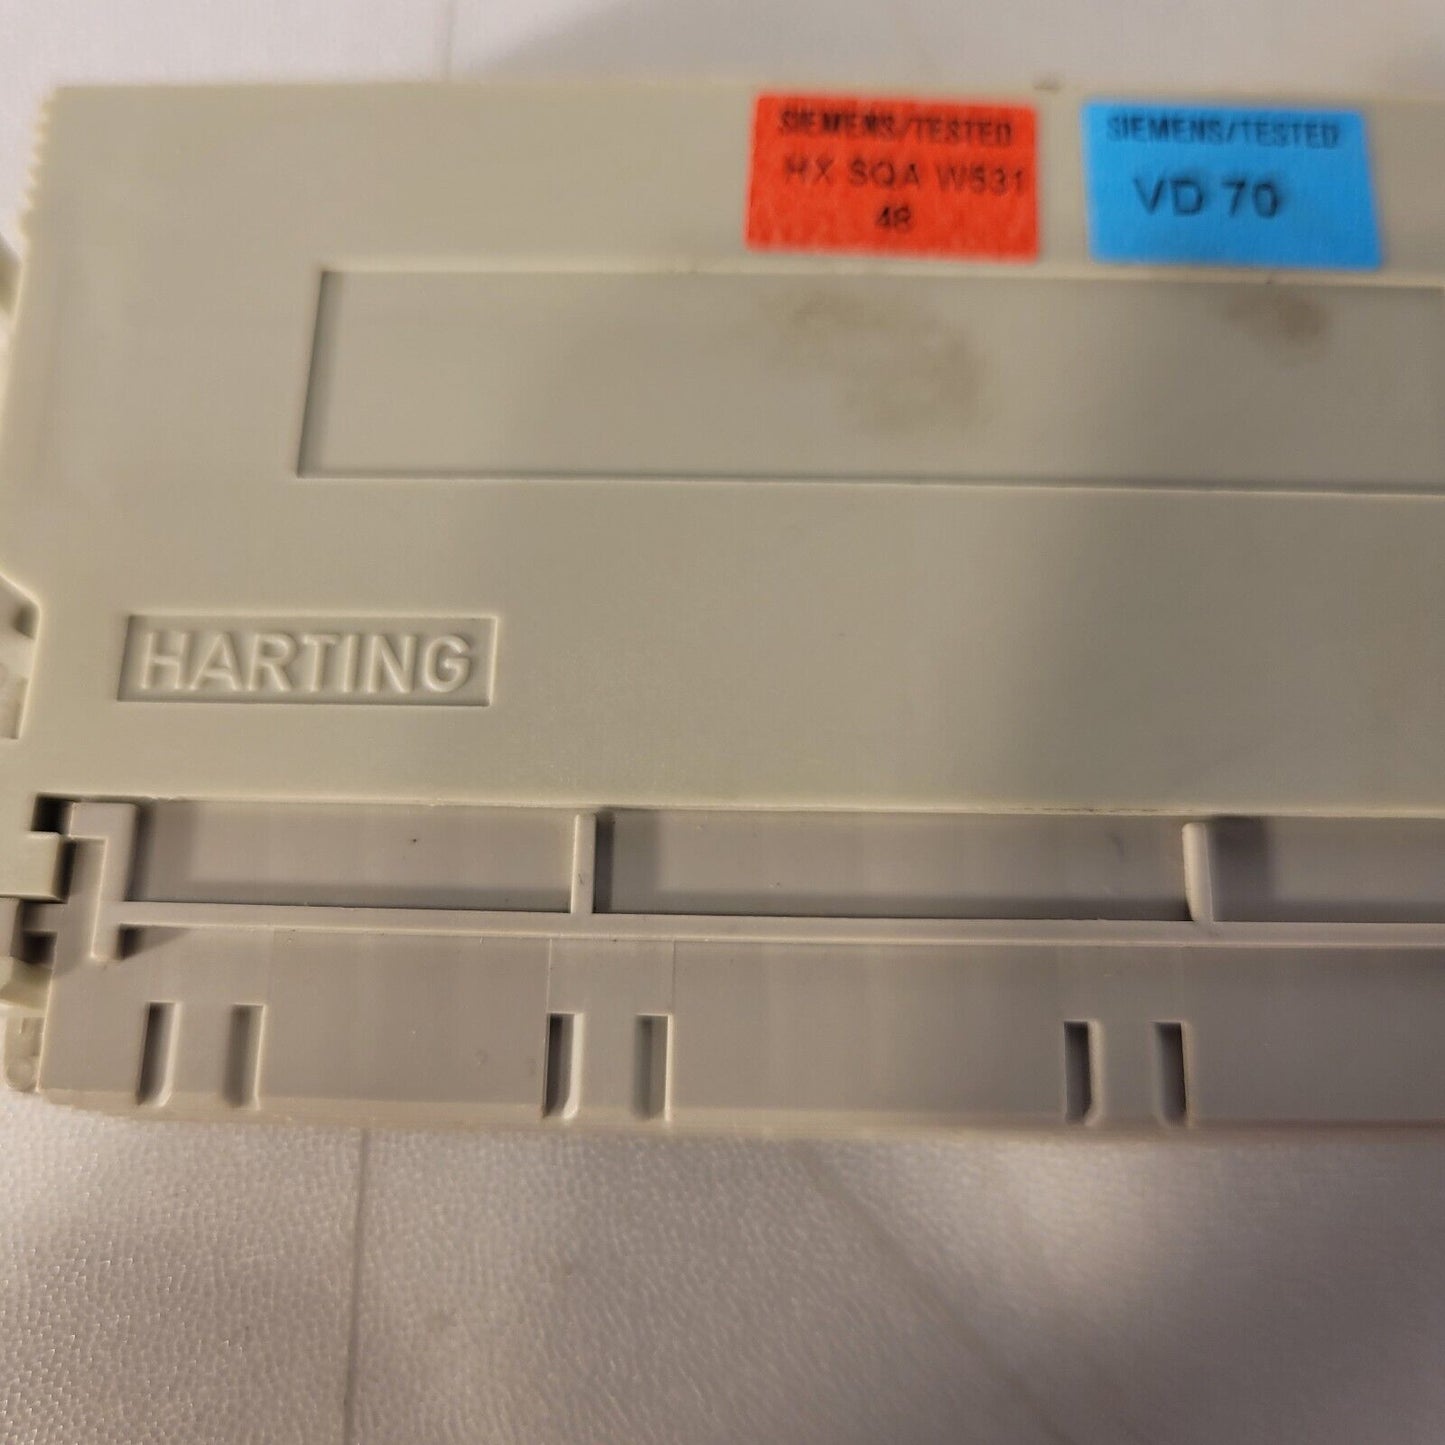 SIEMENS/TESTED
HX SQA W531
48
SIEMENS/TESTED
VD 70
HARTING